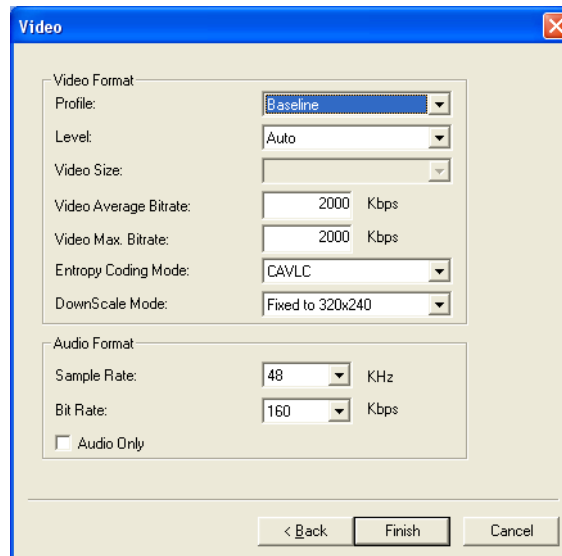 Video
Video Format
Profile: Baseline
Level: Auto
Video Size:
Video Average Bitrate: 2000 Kbps
Video Max. Bitrate: 2000 Kbps
Entropy Coding Mode: CAVLC
DownScale Mode: Fixed to 320x240
Audio Format
Sample Rate: 48 KHz
Bit Rate: 160 Kbps
Audio Only
< Back Finish Cancel